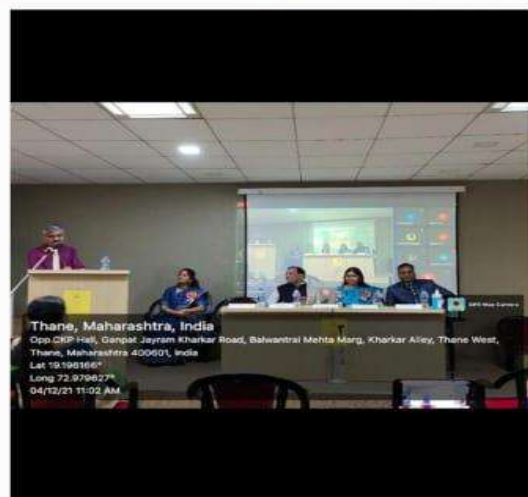 GPS Map Camera
Thane, Maharashtra, India
Opp.CKP Hall, Ganpat Jayram Kharkar Road, Balwantrai Mehta Marg, Kharkar Alley, Thane West,
Thane, Maharashtra 400601, India
Lat 19.196166°
Long 72.979627°
04/12/21 11:02 AM